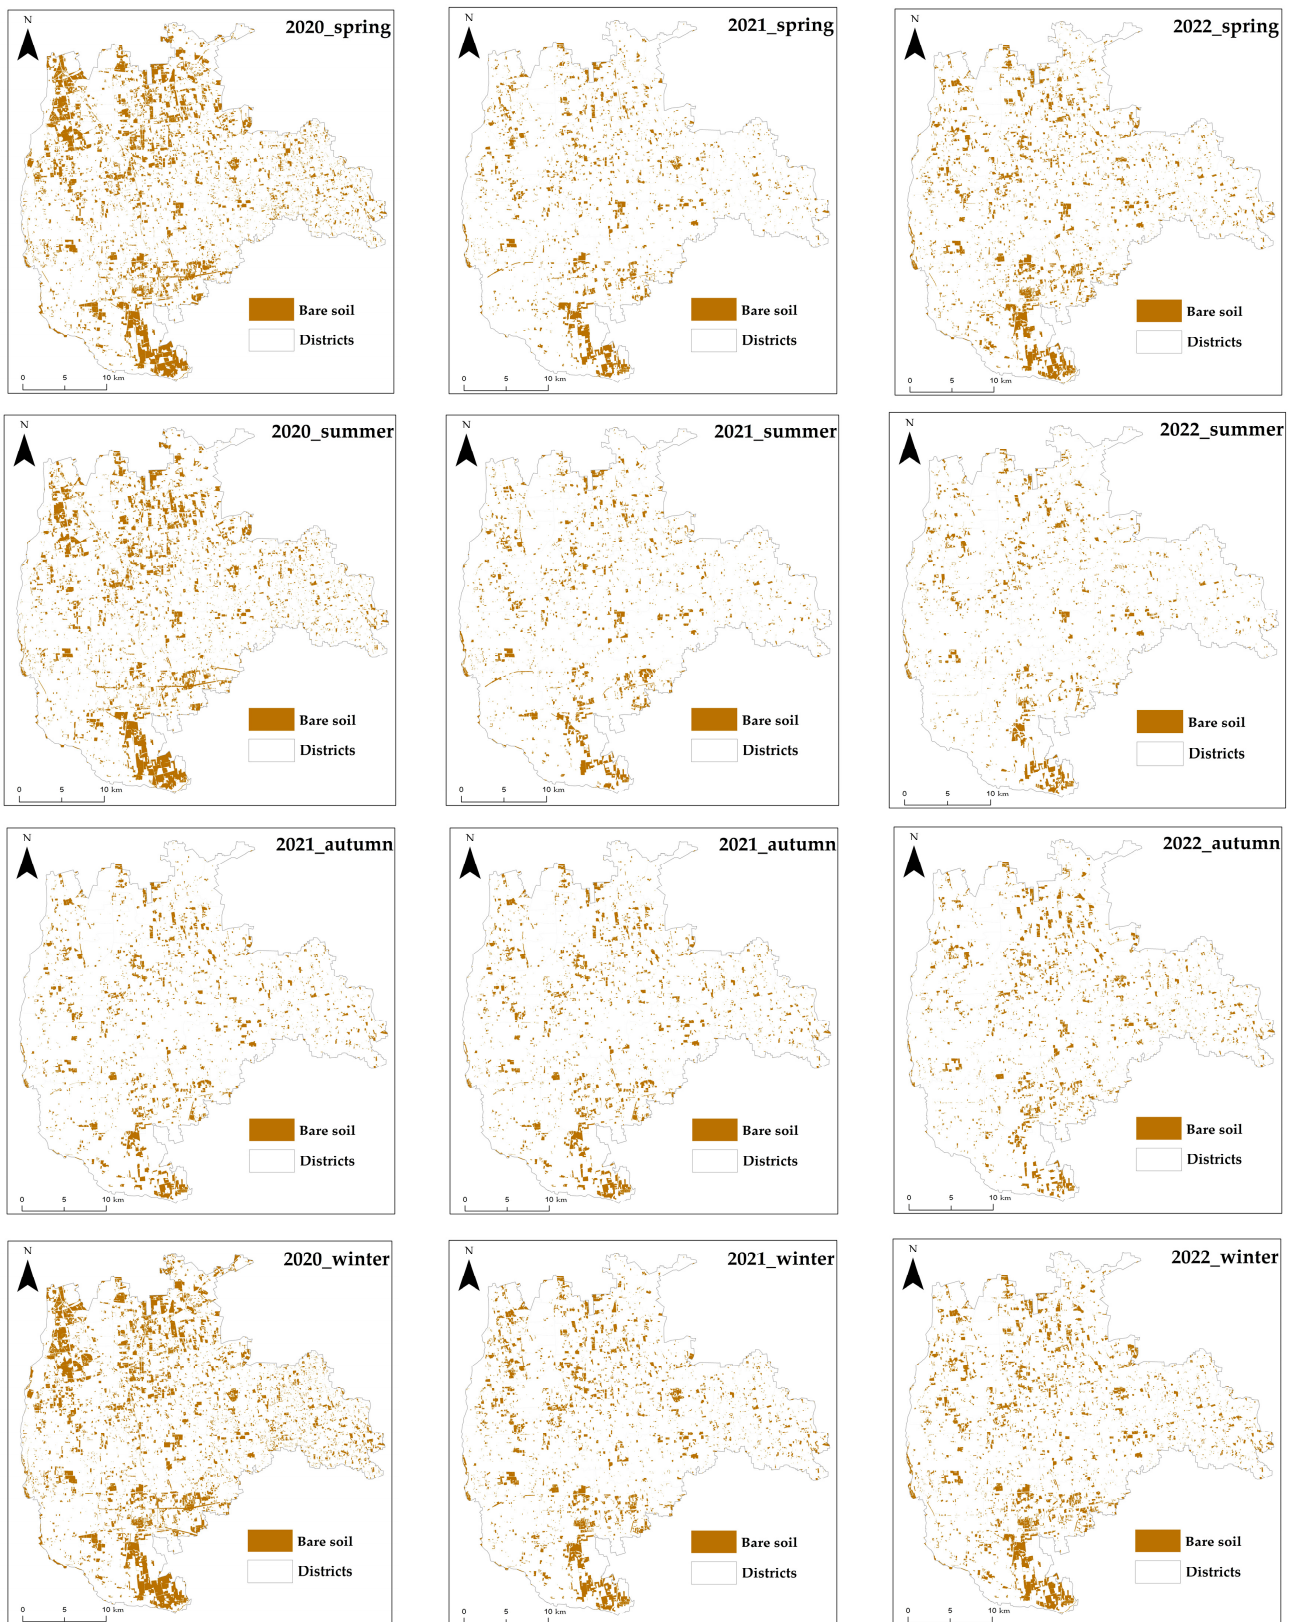 N
2020_spring
Bare soil
Districts
0 5 10 km
N
2021_spring
Bare soil
Districts
0 5 10 km
N
2022_spring
Bare soil
Districts
0 5 10 km
N
2020_summer
Bare soil
Districts
0 5 10 km
N
2021_summer
Bare soil
Districts
0 5 10 km
N
2022_summer
Bare soil
Districts
0 5 10 km
N
2021_autumn
Bare soil
Districts
0 5 10 km
N
2021_autumn
Bare soil
Districts
0 5 10 km
N
2022_autumn
Bare soil
Districts
0 5 10 km
N
2020_winter
Bare soil
Districts
0 5 10 km
N
2021_winter
Bare soil
Districts
0 5 10 km
N
2022_winter
Bare soil
Districts
0 5 10 km